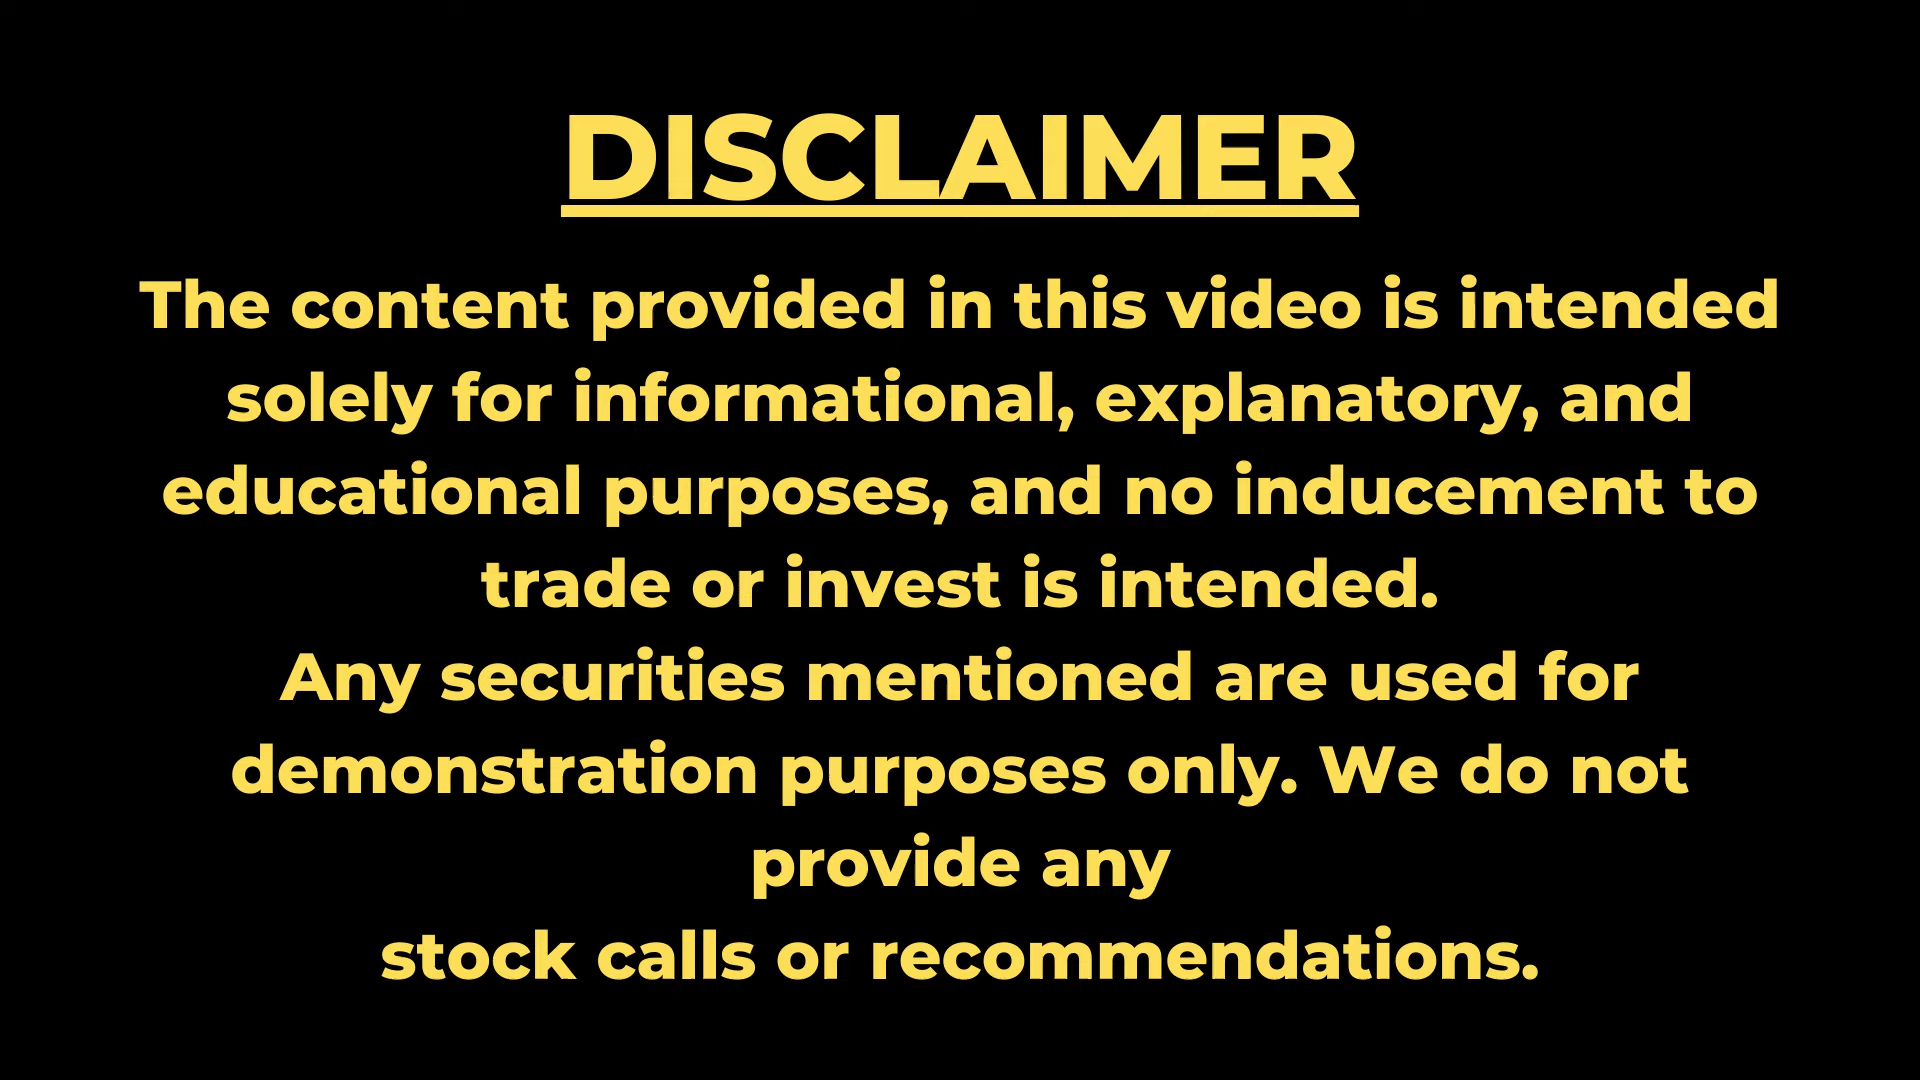 DISCLAIMER
The content provided in this video is intended
solely for informational, explanatory, and
educational purposes, and no inducement to
trade or invest is intended.
Any securities mentioned are used for
demonstration purposes only. We do not
provide any
stock calls or recommendations.